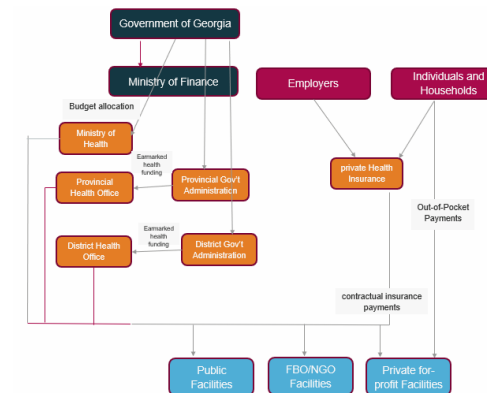 Government of Georgia
Ministry of Finance
Employers
Individuals and
Households
Budget allocation
Ministry of
Health
Earmarked
health
funding
Provincial
Health Office
Provincial Gov't
Administration
private Health
Insurance
Out-of-Pocket
Payments
Earmarked
health
funding
District Health
Office
District Gov't
Administration
contractual insurance
payments
Public
Facilities
FBO/NGO
Facilities
Private for-
profit Facilities